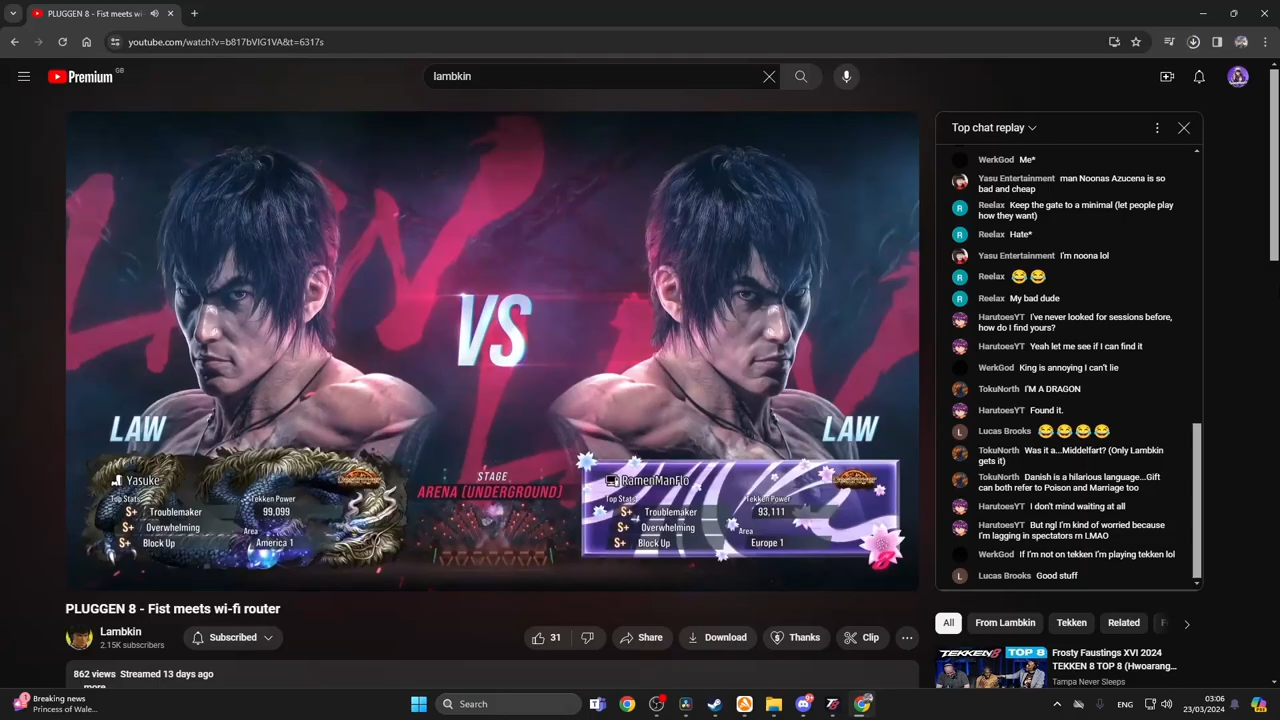 PLUGGEN 8 - Fist meets wi-
youtube.com/watch?v=b817bVIG1VA&t=6317s
Premium GB
lambkin
LAW
VS
LAW
STAGE
ARENA (UNDERGROUND)
Yasuke
Top Stats
Tekken Power
S+ Troublemaker
99,099
S+ Overwhelming
Area
S+ Block Up
America 1
RamenManFlo
Top Stats
Tekken Power
S+ Troublemaker
93,111
S+ Overwhelming
Area
S+ Block Up
Europe 1
Top chat replay
WerkGod Me*
Yasu Entertainment man Noonas Azucena is so
bad and cheap
R Reelax Keep the gate to a minimal (let people play
how they want)
R Reelax Hate*
Yasu Entertainment I'm noona lol
R Reelax 😂😂
R Reelax My bad dude
HarutoesYT I've never looked for sessions before,
how do I find yours?
HarutoesYT Yeah let me see if I can find it
WerkGod King is annoying I can't lie
TokuNorth I'M A DRAGON
HarutoesYT Found it.
L Lucas Brooks 😂😂😂😂
TokuNorth Was it a...Middelfart? (Only Lambkin
gets it)
TokuNorth Danish is a hilarious language...Gift
can both refer to Poison and Marriage too
HarutoesYT I don't mind waiting at all
HarutoesYT But ngl I'm kind of worried because
I'm lagging in spectators rn LMAO
WerkGod If I'm not on tekken I'm playing tekken lol
L Lucas Brooks Good stuff
PLUGGEN 8 - Fist meets wi-fi router
Lambkin
2.15K subscribers
Subscribed
31
Share
Download
Thanks
Clip
862 views Streamed 13 days ago
more
All
From Lambkin
Tekken
Related
TEKKEN 8 TOP 8
Frosty Faustings XVI 2024
TEKKEN 8 TOP 8 (Hwoarang...
Tampa Never Sleeps
Breaking news
Princess of Wale...
Search
ENG
03:06
23/03/2024